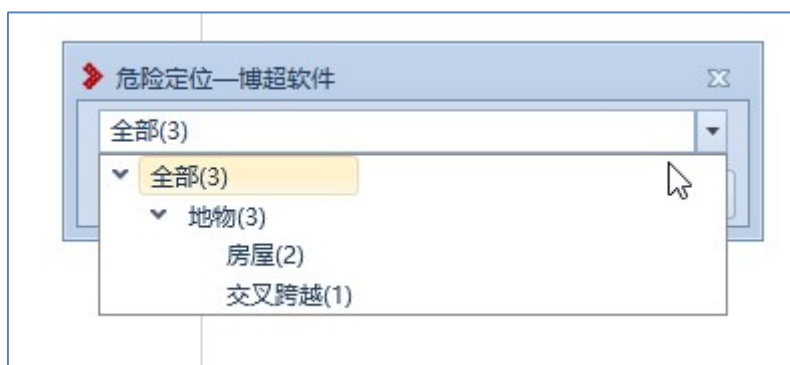 危险定位—博超软件
全部(3)
全部(3)
地物(3)
房屋(2)
交叉跨越(1)